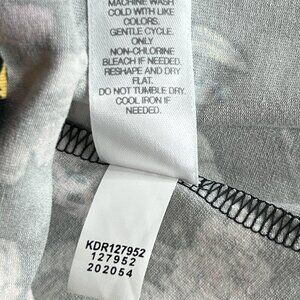 MACHINE WASH
COLD WITH LIKE
COLORS.
GENTLE CYCLE.
ONLY
NON-CHLORINE
BLEACH IF NEEDED.
RESHAPE AND DRY
FLAT.
DO NOT TUMBLE DRY.
COOL IRON IF
NEEDED.
KDR127952
127952
202054